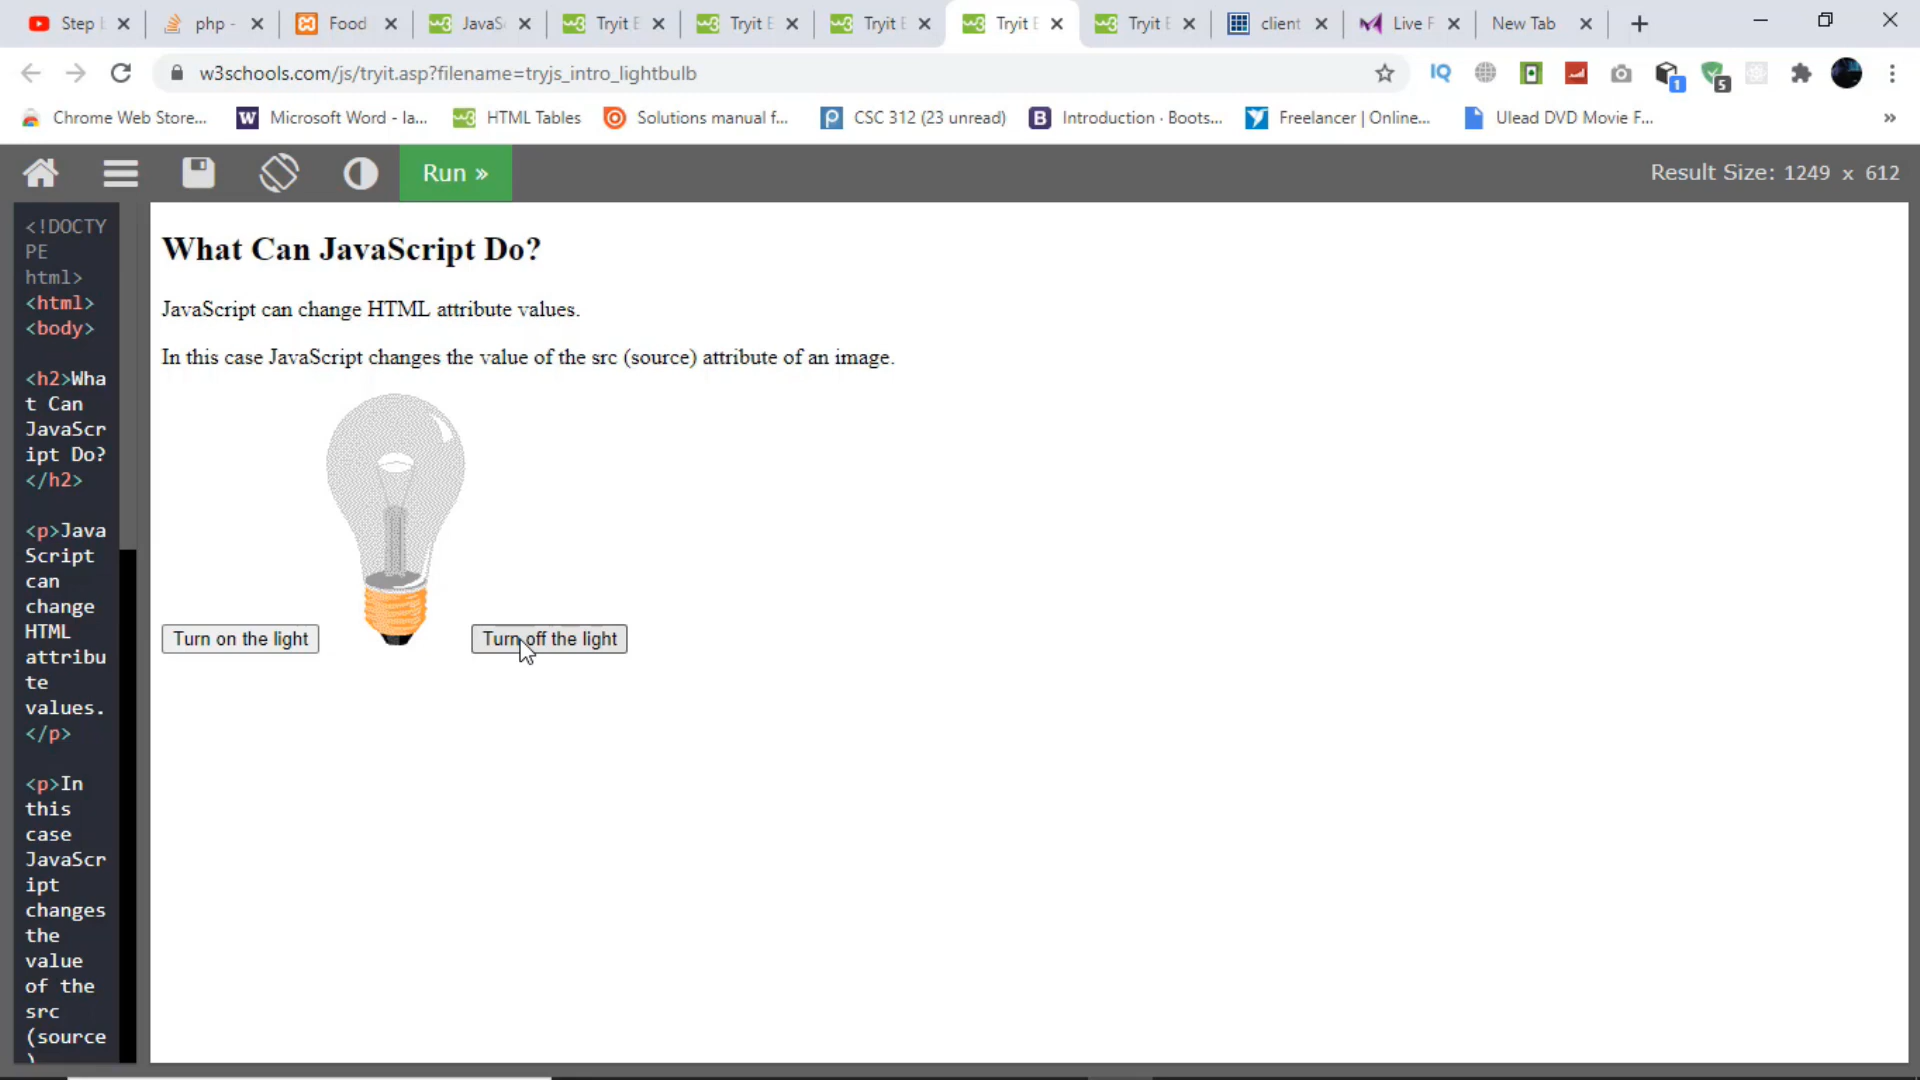 Step b
php -
Food
JavaSc
Tryit E
Tryit E
Tryit E
Tryit E
Tryit E
client
Live F
New Tab
w3schools.com/js/tryit.asp?filename=tryjs_intro_lightbulb
IQ
1
5
Chrome Web Store...
W Microsoft Word - la...
HTML Tables
Solutions manual f...
CSC 312 (23 unread)
B Introduction · Boots...
Freelancer | Online...
Ulead DVD Movie F...
»
Run »
Result Size: 1249 x 612
<!DOCTY
PE
html>
<html>
<body>
<h2>Wha
t Can
JavaScr
ipt Do?
</h2>
<p>Java
Script
can
change
HTML
attribu
te
values.
</p>
<p>In
this
case
JavaScr
ipt
changes
the
value
of the
src
(source
)
What Can JavaScript Do?
JavaScript can change HTML attribute values.
In this case JavaScript changes the value of the src (source) attribute of an image.
Turn on the light
Turn off the light